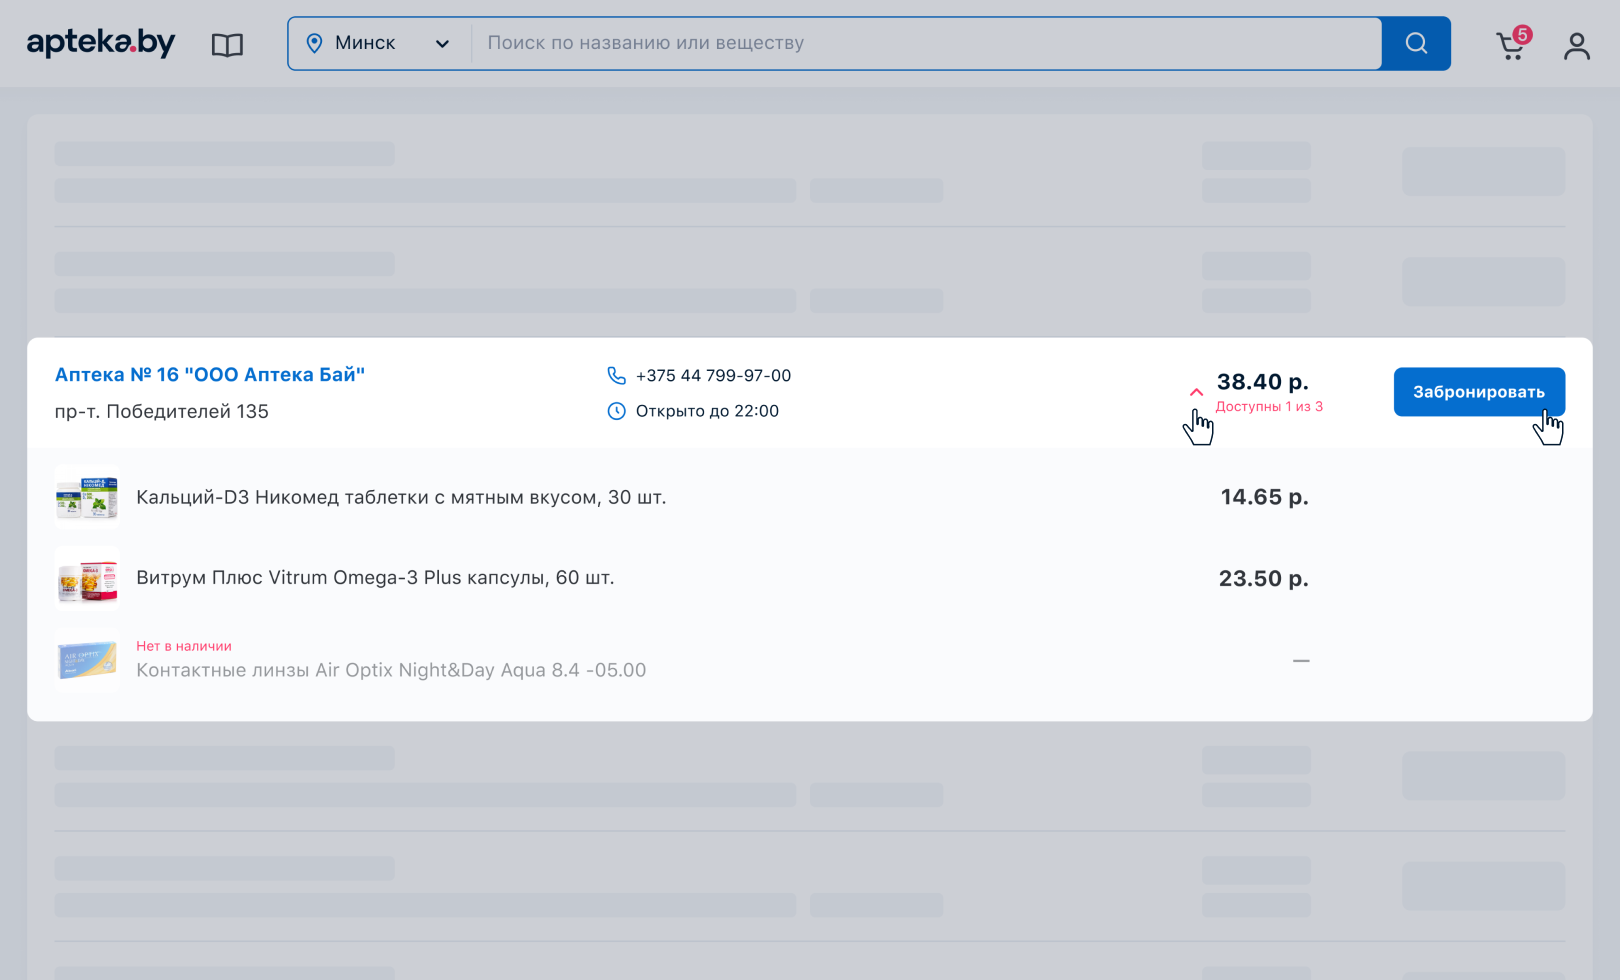 apteka.by
Минск
Поиск по названию или веществу
5
Аптека № 16 "ООО Аптека Бай"
+375 44 799-97-00
38.40 р.
Забронировать
пр-т. Победителей 135
Открыто до 22:00
Доступны 1 из 3
Кальций-D3 Никомед таблетки с мятным вкусом, 30 шт.
14.65 р.
Витрум Плюс Vitrum Omega-3 Plus капсулы, 60 шт.
23.50 р.
Нет в наличии
Контактные линзы Air Optix Night&Day Aqua 8.4 -05.00
—